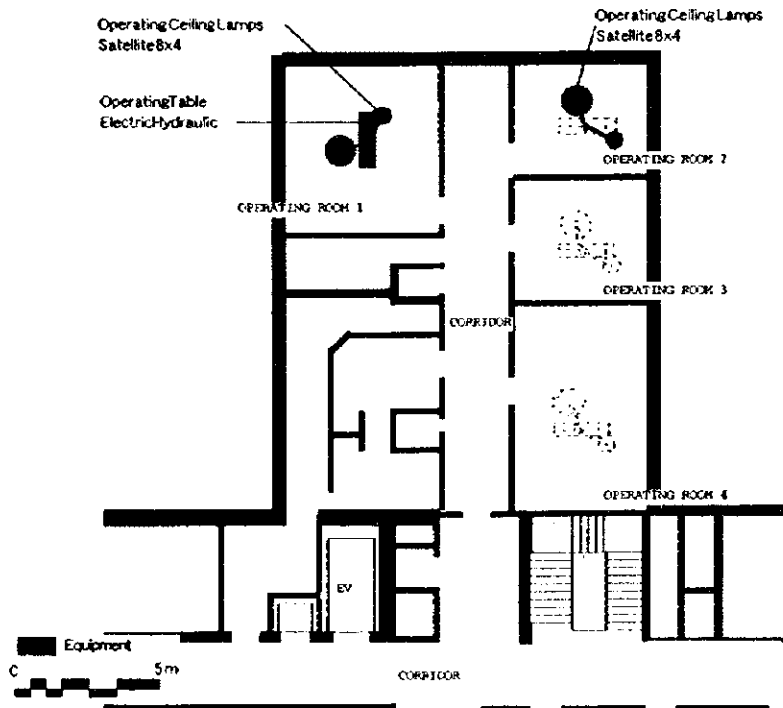 Operating Ceiling Lamps
Satellite 8x4
Operating Ceiling Lamps
Satellite 8x4
Operating Table
Electric Hydraulic
OPERATING ROOM 2
OPERATING ROOM 1
OPERATING ROOM 3
CORRIDOR
OPERATING ROOM 4
EV
Equipment
0 5m
CORRIDOR